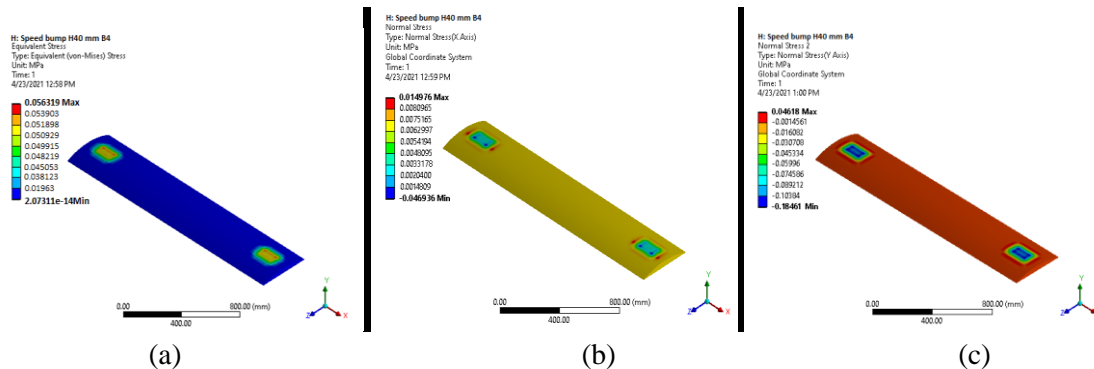 H: Speed bump H40 mm B4
Equivalent Stress
Type: Equivalent (von-Mises) Stress
Unit: MPa
Time: 1
4/23/2021 12:58 PM
0.056319 Max
0.053903
0.051898
0.050929
0.049915
0.048219
0.045053
0.038123
0.01963
2.07311e-14Min
0.00
800.00 (mm)
400.00
Y
Z
X
(a)
H: Speed bump H40 mm B4
Normal Stress
Type: Normal Stress(X Axis)
Unit: MPa
Global Coordinate System
Time: 1
4/23/2021 12:59 PM
0.014976 Max
0.0080965
0.0075165
0.0062997
0.0054194
0.0048095
0.0033178
0.0020400
0.0014809
-0.046936 Min
0.00
800.00 (mm)
400.00
Y
Z
X
(b)
H: Speed bump H40 mm B4
Normal Stress 2
Type: Normal Stress(Y Axis)
Unit: MPa
Global Coordinate System
Time: 1
4/23/2021 1:00 PM
0.04618 Max
-0.0014561
-0.016082
-0.030708
-0.045334
-0.05996
-0.074586
-0.089212
-0.10384
-0.18461 Min
0.00
800.00 (mm)
400.00
Y
Z
X
(c)